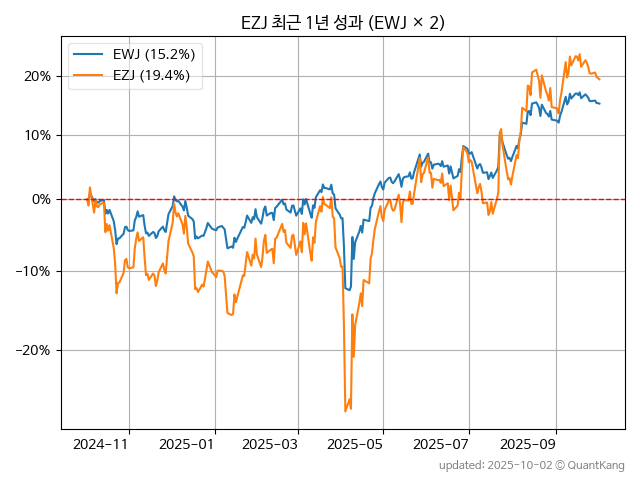 EZJ 최근 1년 성과 (EWJ × 2)
EWJ (15.2%)
EZJ (19.4%)
20%
10%
0%
−10%
−20%
2024−11 2025−01 2025−03 2025−05 2025−07 2025−09
updated: 2025-10-02 ⓒ QuantKang